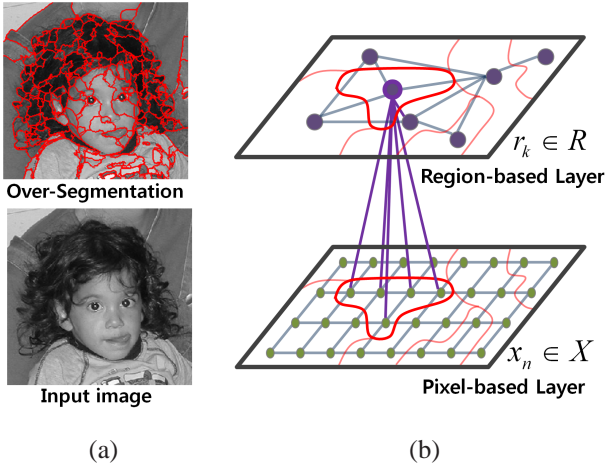 Over-Segmentation
Input image
(a)
r_k ∈ R
Region-based Layer
x_n ∈ X
Pixel-based Layer
(b)